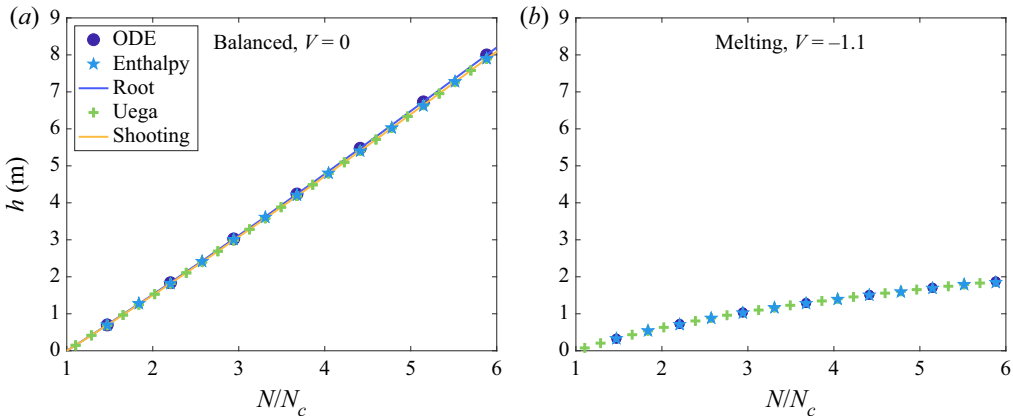 (a)
9
8
7
6
5
4
3
2
1
0
h (m)
ODE
Enthalpy
Root
Uega
Shooting
Balanced, V = 0
1 2 3 4 5 6
N/Nc
(b)
9
8
7
6
5
4
3
2
1
0
Melting, V = –1.1
1 2 3 4 5 6
N/Nc